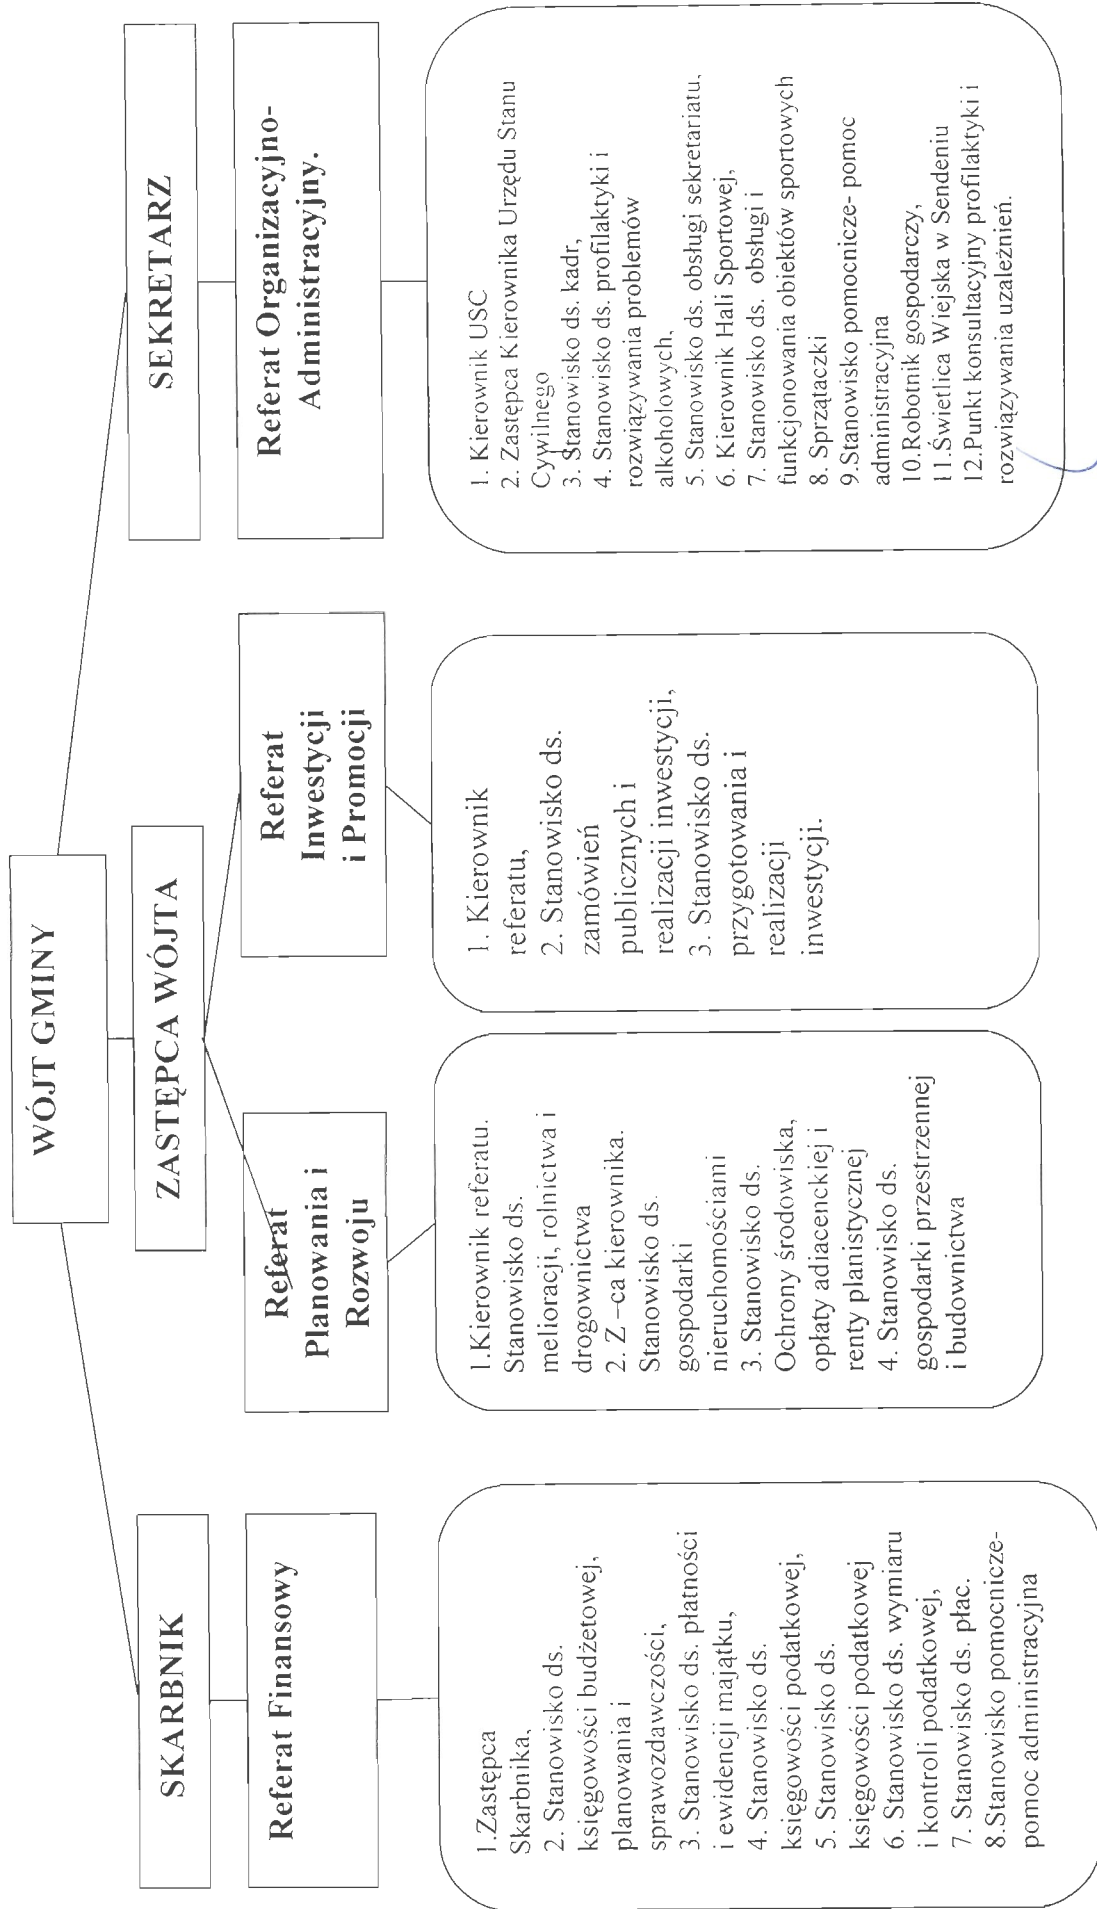 WÓJT GMINY
ZASTĘPCA WÓJTA
SKARBNIK
Referat Finansowy
1.Zastępca
Skarbnika,
2. Stanowisko ds.
księgowości budżetowej,
planowania i
sprawozdawczości,
3. Stanowisko ds. płatności
i ewidencji majątku,
4. Stanowisko ds.
księgowości podatkowej,
5. Stanowisko ds.
księgowości podatkowej
6. Stanowisko ds. wymiaru
i kontroli podatkowej,
7. Stanowisko ds. płac.
8.Stanowisko pomocnicze-
pomoc administracyjna
Referat
Planowania i
Rozwoju
1.Kierownik referatu.
Stanowisko ds.
melioracji, rolnictwa i
drogownictwa
2. Z –ca kierownika.
Stanowisko ds.
gospodarki
nieruchomościami
3. Stanowisko ds.
Ochrony środowiska,
opłaty adiacenckiej i
renty planistycznej
4. Stanowisko ds.
gospodarki przestrzennej
i budownictwa
Referat
Inwestycji
i Promocji
1. Kierownik
referatu,
2. Stanowisko ds.
zamówień
publicznych i
realizacji inwestycji,
3. Stanowisko ds.
przygotowania i
realizacji
inwestycji.
SEKRETARZ
Referat Organizacyjno-
Administracyjny.
1. Kierownik USC
2. Zastępca Kierownika Urzędu Stanu
Cywilnego
3. Stanowisko ds. kadr,
4. Stanowisko ds. profilaktyki i
rozwiązywania problemów
alkoholowych,
5. Stanowisko ds. obsługi sekretariatu,
6. Kierownik Hali Sportowej,
7. Stanowisko ds. obsługi i
funkcjonowania obiektów sportowych
8. Sprzątaczki
9.Stanowisko pomocnicze- pomoc
administracyjna
10.Robotnik gospodarczy,
11.Świetlica Wiejska w Sendeniu
12.Punkt konsultacyjny profilaktyki i
rozwiązywania uzależnień.